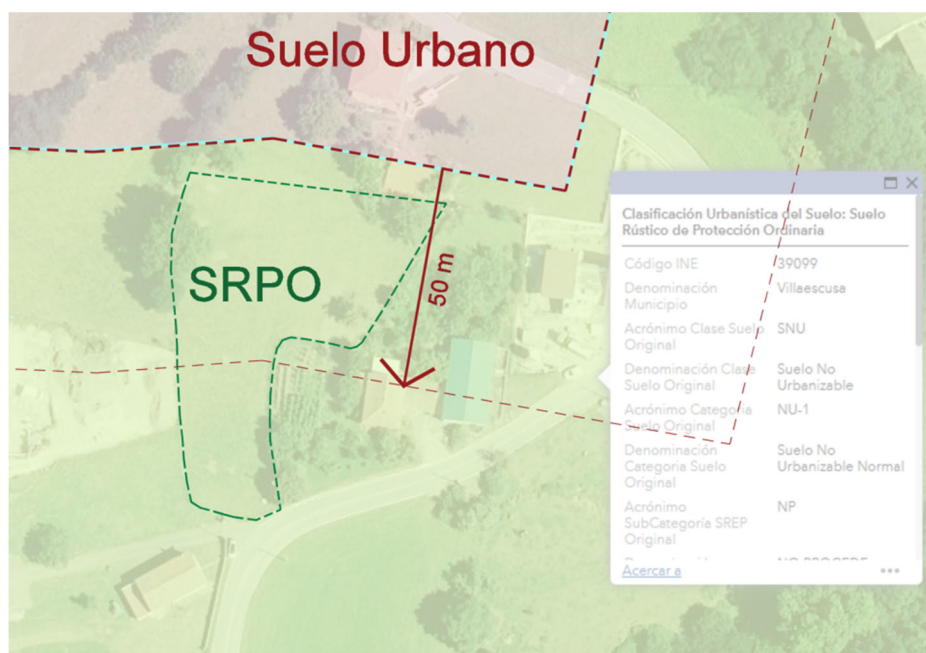 Suelo Urbano
SRPO
50 m
Clasificación Urbanística del Suelo: Suelo
Rústico de Protección Ordinaria
Código INE 39099
Denominación Villaescusa
Municipio
Acrónimo Clase Suelo SNU
Original
Denominación Clase Suelo No
Suelo Original Urbanizable
Acrónimo Categoría NU-1
Suelo Original
Denominación Suelo No
Categoría Suelo Urbanizable Normal
Original
Acrónimo NP
SubCategoría SREP
Original
Acercar a